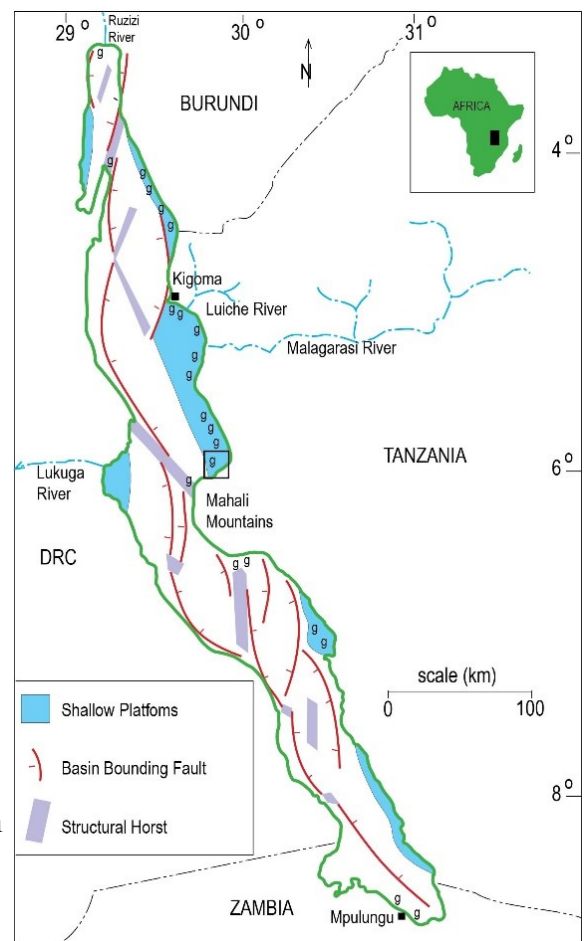 29 o
Ruzizi
River
30 o
31 o
g
N
BURUNDI
AFRICA
4 o
g
g
g
g
g
Kigoma
g g
Luiche River
g
Malagarasi River
g
g
g
g
g
g
TANZANIA
6 o
Lukuga
River
g
Mahali
Mountains
DRC
g g
g
g
scale (km)
0 100
Shallow Platfoms
Basin Bounding Fault
Structural Horst
8 o
g
g
ZAMBIA
Mpulungu